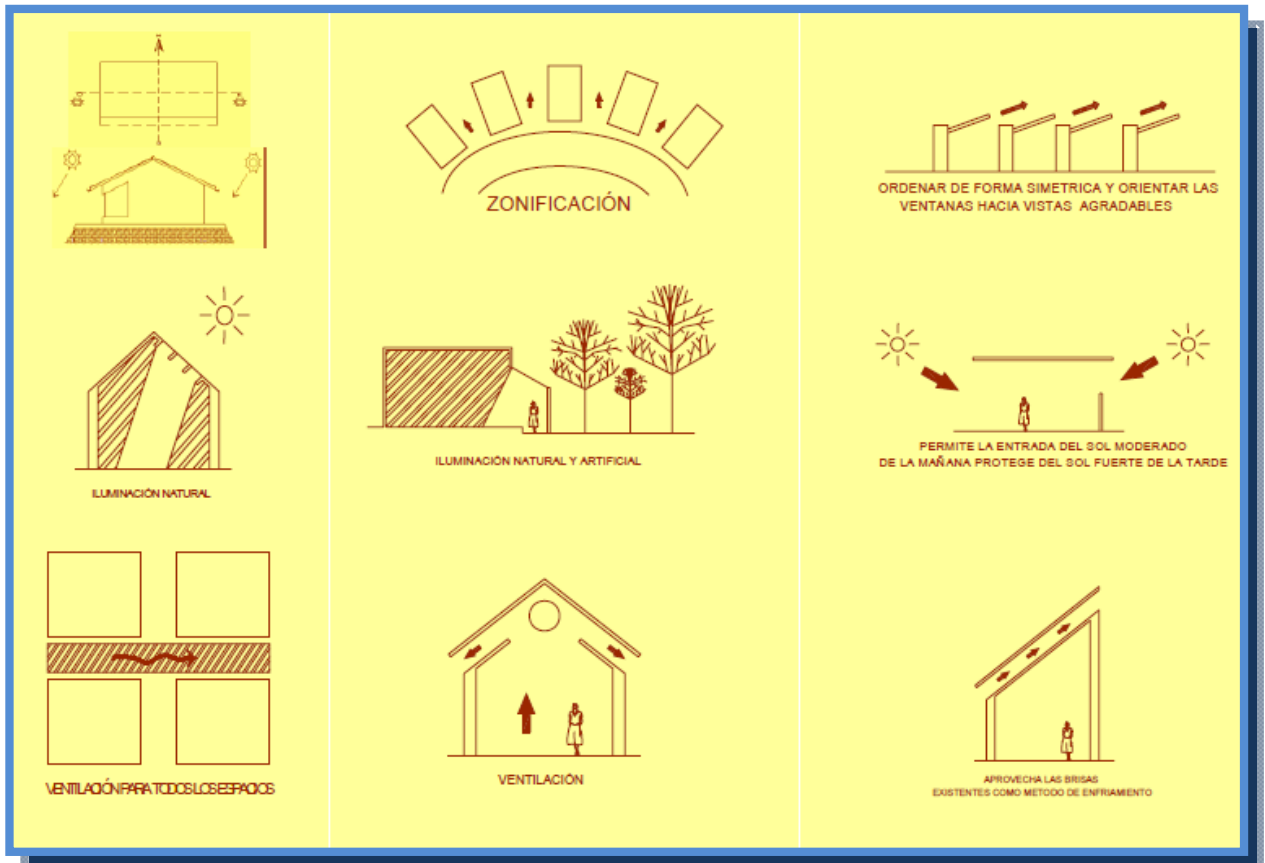 ZONIFICACIÓN
ORDENAR DE FORMA SIMETRICA Y ORIENTAR LAS
VENTANAS HACIA VISTAS AGRADABLES
ILUMINACIÓN NATURAL
ILUMINACIÓN NATURAL Y ARTIFICIAL
PERMITE LA ENTRADA DEL SOL MODERADO
DE LA MAÑANA PROTEGE DEL SOL FUERTE DE LA TARDE
VENTILACIÓN PARA TODOS LOS ESPACIOS
VENTILACIÓN
APROVECHA LAS BRISAS
EXISTENTES COMO METODO DE ENFRIAMIENTO